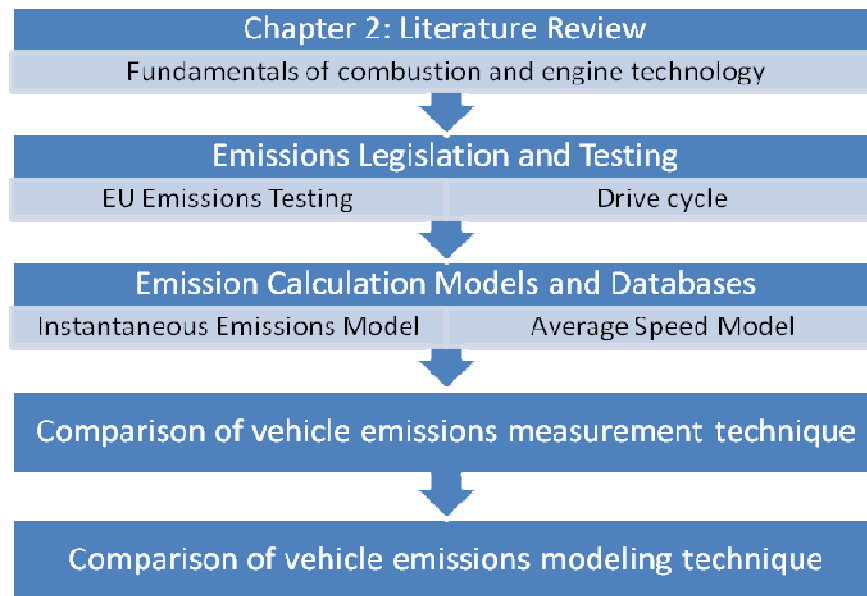 Chapter 2: Literature Review
Fundamentals of combustion and engine technology
Emissions Legislation and Testing
EU Emissions Testing
Drive cycle
Emission Calculation Models and Databases
Instantaneous Emissions Model
Average Speed Model
Comparison of vehicle emissions measurement technique
Comparison of vehicle emissions modeling technique